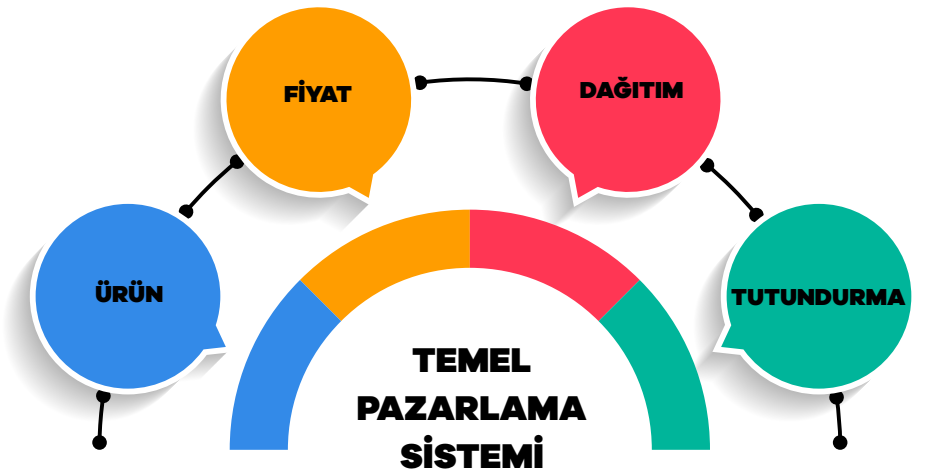 FİYAT
DAĞITIM
ÜRÜN
TUTUNDURMA
TEMEL
PAZARLAMA
SİSTEMİ